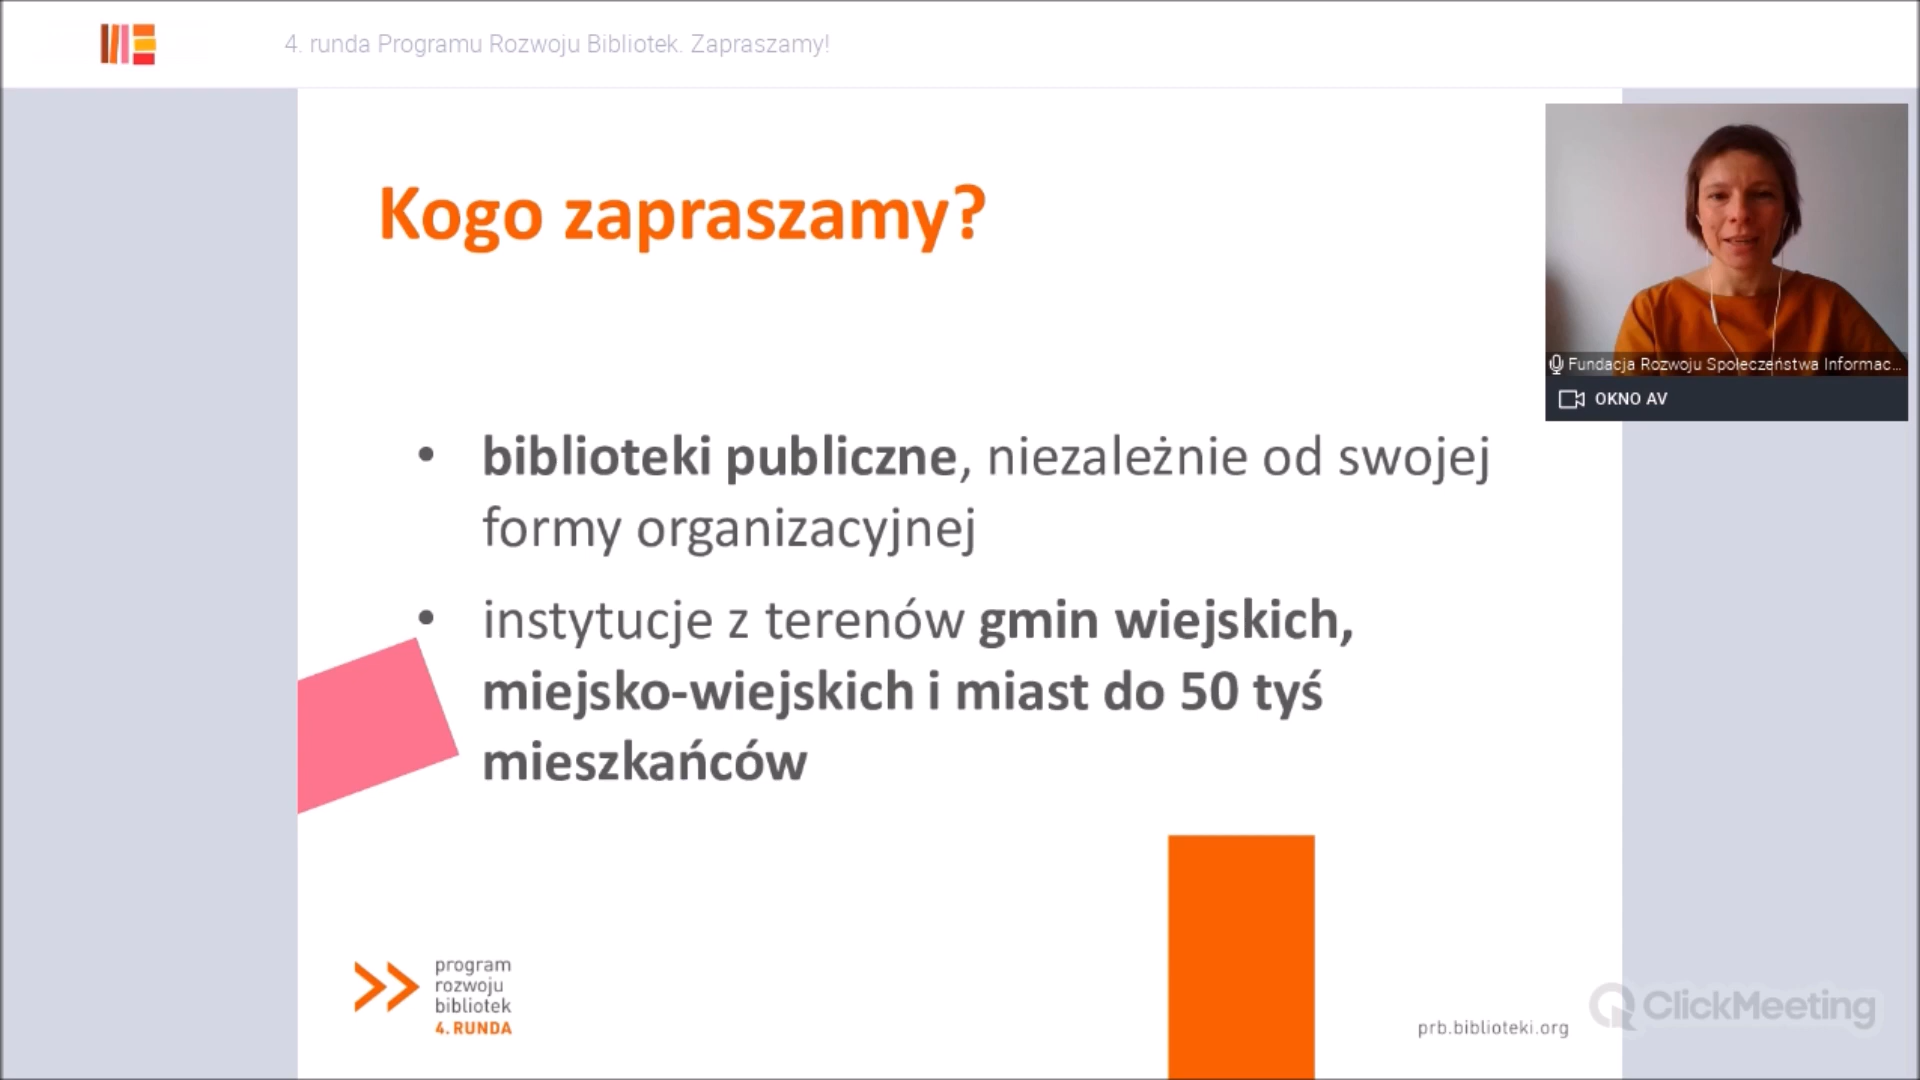 4. runda Programu Rozwoju Bibliotek. Zapraszamy!
Kogo zapraszamy?
Fundacja Rozwoju Społeczeństwa Informac...
OKNO AV
• biblioteki publiczne, niezależnie od swojej
formy organizacyjnej
• instytucje z terenów gmin wiejskich,
miejsko-wiejskich i miast do 50 tyś
mieszkańców
program
rozwoju
bibliotek
4. RUNDA
prb.biblioteki.org
ClickMeeting